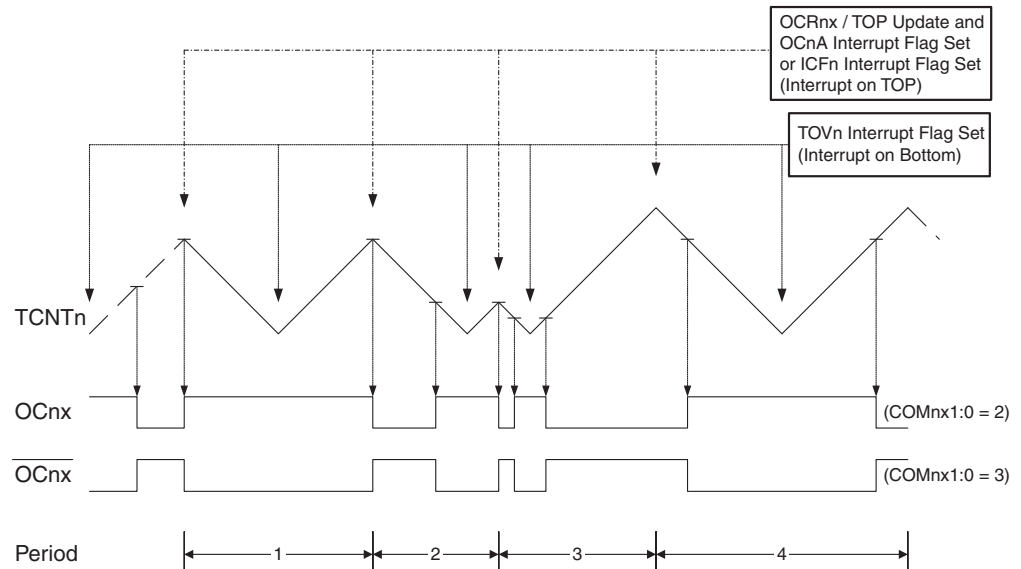 OCRnx / TOP Update and
OCnA Interrupt Flag Set
or ICFn Interrupt Flag Set
(Interrupt on TOP)
TOVn Interrupt Flag Set
(Interrupt on Bottom)
TCNTn
OCnx
(COMnx1:0 = 2)
OCnx
(COMnx1:0 = 3)
Period
1
2
3
4